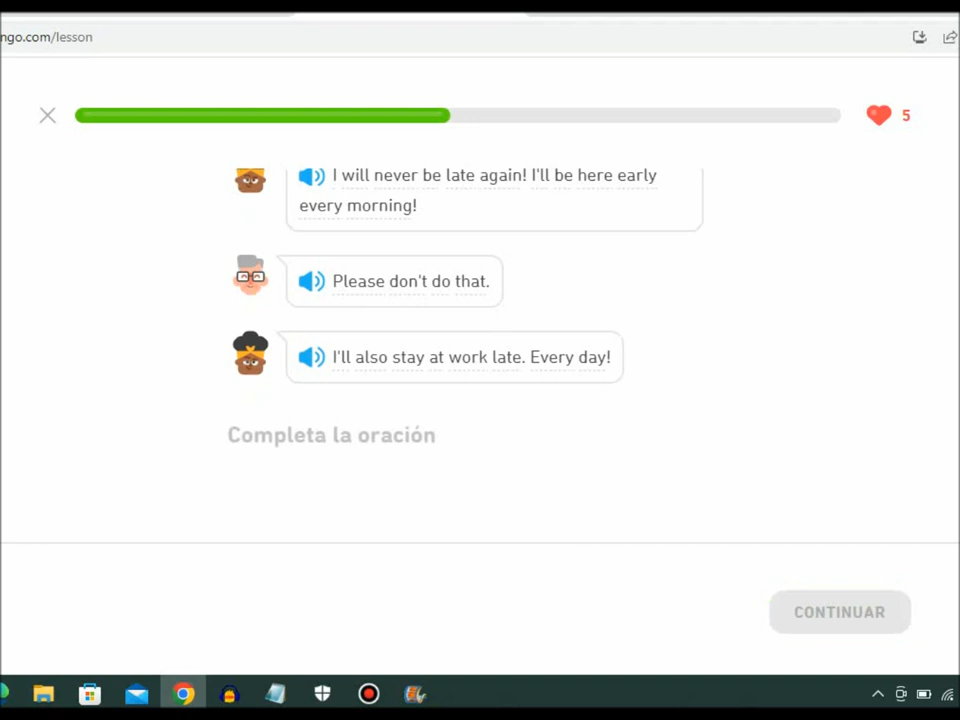 ngo.com/lesson
5
I will never be late again! I'll be here early
every morning!
Please don't do that.
I'll also stay at work late. Every day!
Completa la oración
CONTINUAR